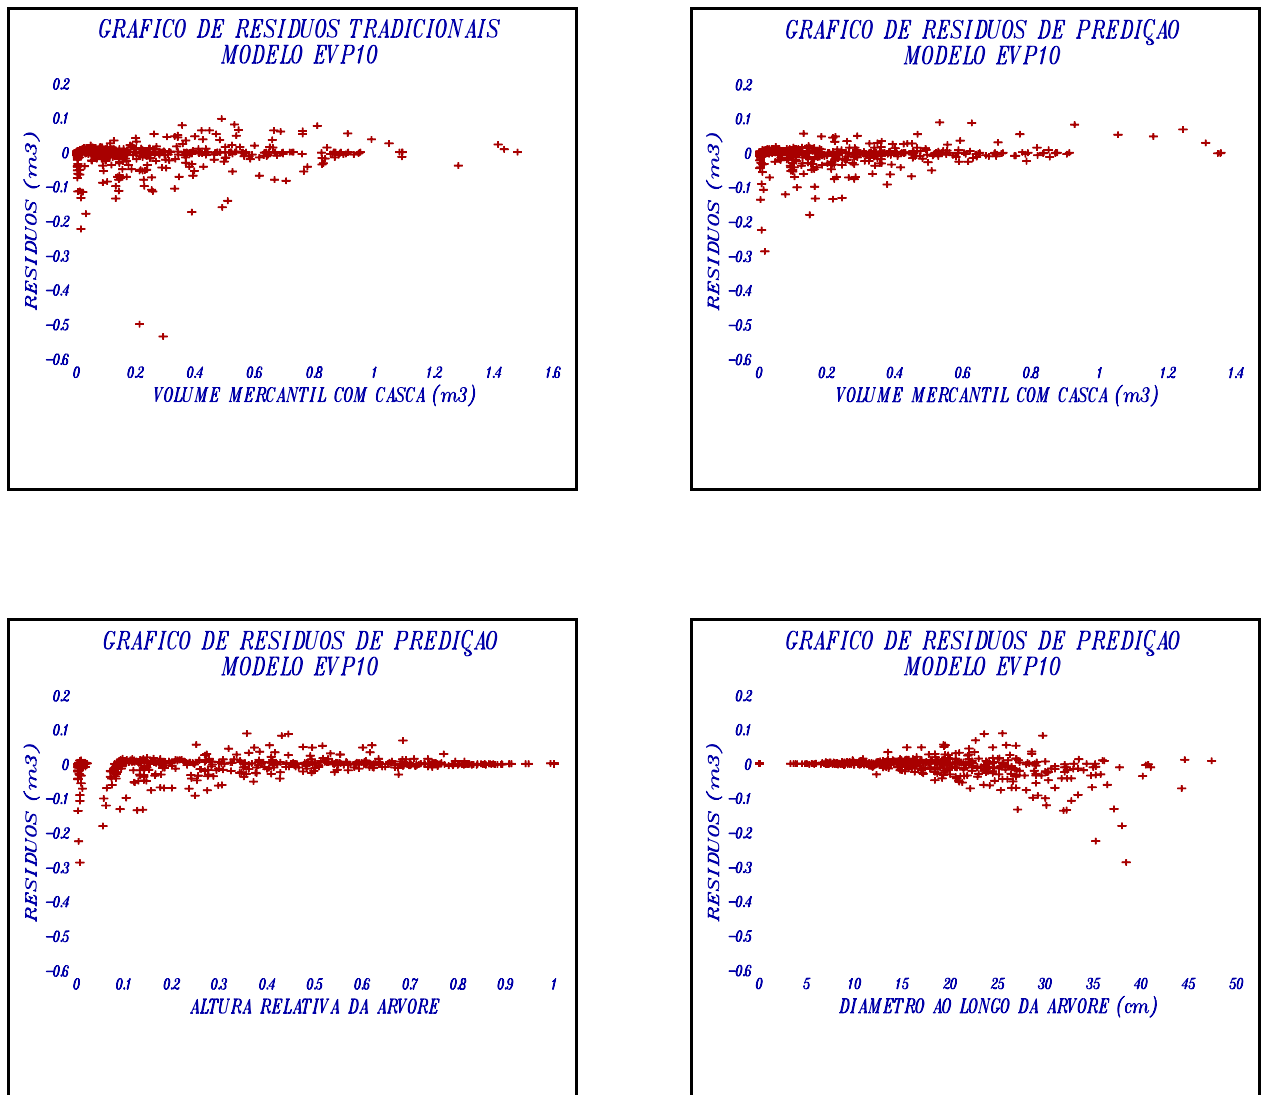 GRAFICO DE RESIDUOS TRADICIONAIS
MODELO EVP10
0.2
0.1
0
−0.1
−0.2
−0.3
−0.4
−0.5
−0.6
RESIDUOS (m3)
0 0.2 0.4 0.6 0.8 1 1.2 1.4 1.6
VOLUME MERCANTIL COM CASCA (m3)
GRAFICO DE RESIDUOS DE PREDIÇAO
MODELO EVP10
0.2
0.1
0
−0.1
−0.2
−0.3
−0.4
−0.5
−0.6
RESIDUOS (m3)
0 0.2 0.4 0.6 0.8 1 1.2 1.4
VOLUME MERCANTIL COM CASCA (m3)
GRAFICO DE RESIDUOS DE PREDIÇAO
MODELO EVP10
0.2
0.1
0
−0.1
−0.2
−0.3
−0.4
−0.5
−0.6
RESIDUOS (m3)
0 0.1 0.2 0.3 0.4 0.5 0.6 0.7 0.8 0.9 1
ALTURA RELATIVA DA ARVORE
GRAFICO DE RESIDUOS DE PREDIÇAO
MODELO EVP10
0.2
0.1
0
−0.1
−0.2
−0.3
−0.4
−0.5
−0.6
RESIDUOS (m3)
0 5 10 15 20 25 30 35 40 45 50
DIAMETRO AO LONGO DA ARVORE (cm)